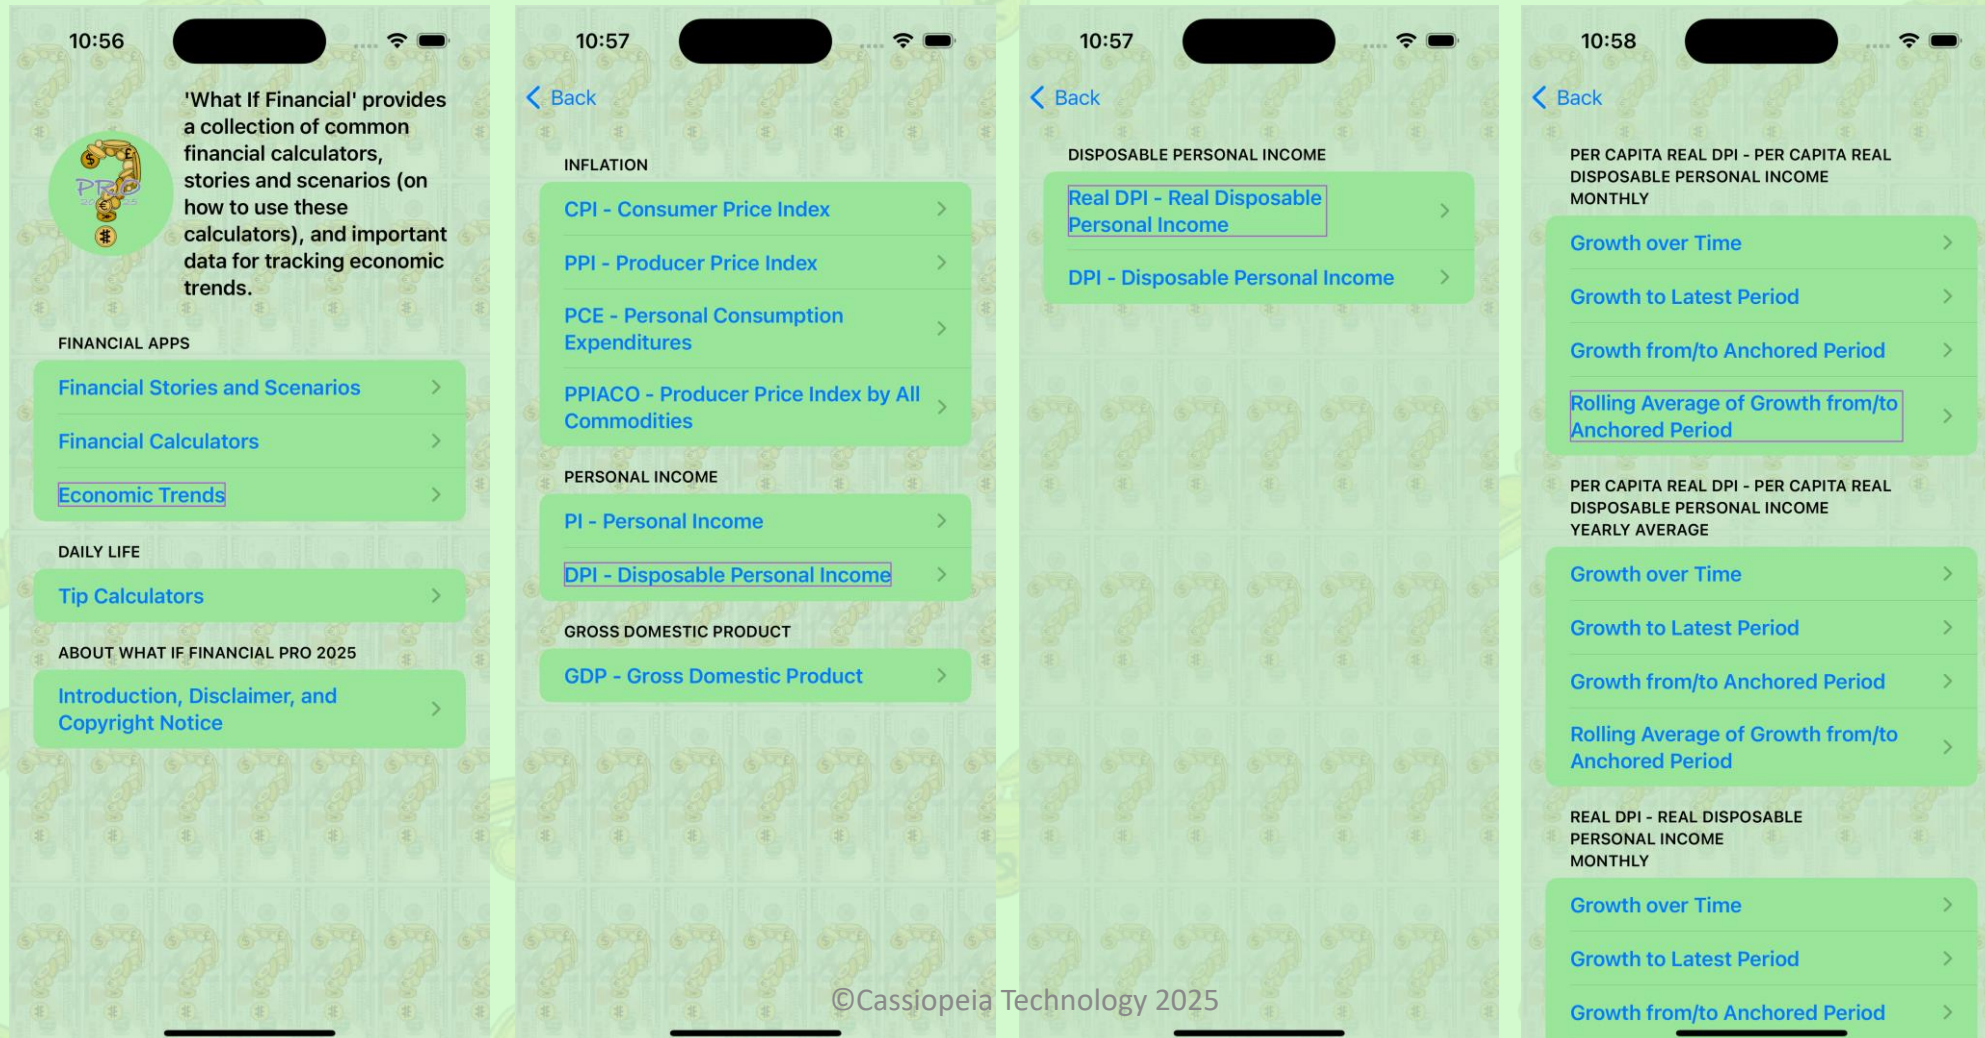 10:56
'What If Financial' provides
a collection of common
financial calculators,
stories and scenarios (on
how to use these
calculators), and important
data for tracking economic
trends.
PRO
2025
FINANCIAL APPS
Financial Stories and Scenarios
Financial Calculators
Economic Trends
DAILY LIFE
Tip Calculators
ABOUT WHAT IF FINANCIAL PRO 2025
Introduction, Disclaimer, and
Copyright Notice
10:57
Back
INFLATION
CPI - Consumer Price Index
PPI - Producer Price Index
PCE - Personal Consumption
Expenditures
PPIACO - Producer Price Index by All
Commodities
PERSONAL INCOME
PI - Personal Income
DPI - Disposable Personal Income
GROSS DOMESTIC PRODUCT
GDP - Gross Domestic Product
10:57
Back
DISPOSABLE PERSONAL INCOME
Real DPI - Real Disposable
Personal Income
DPI - Disposable Personal Income
10:58
Back
PER CAPITA REAL DPI - PER CAPITA REAL
DISPOSABLE PERSONAL INCOME
MONTHLY
Growth over Time
Growth to Latest Period
Growth from/to Anchored Period
Rolling Average of Growth from/to
Anchored Period
PER CAPITA REAL DPI - PER CAPITA REAL
DISPOSABLE PERSONAL INCOME
YEARLY AVERAGE
Growth over Time
Growth to Latest Period
Growth from/to Anchored Period
Rolling Average of Growth from/to
Anchored Period
REAL DPI - REAL DISPOSABLE
PERSONAL INCOME
MONTHLY
Growth over Time
Growth to Latest Period
Growth from/to Anchored Period
©Cassiopeia Technology 2025